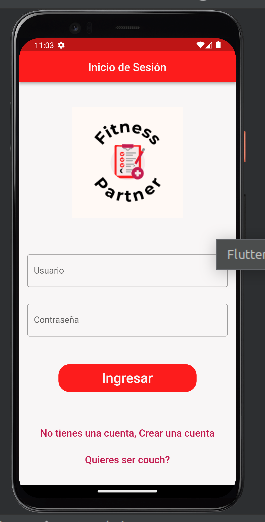 11:03
Inicio de Sesión
Fitness
Partner
Flutter
Usuario
Contraseña
Ingresar
No tienes una cuenta, Crear una cuenta
Quieres ser couch?